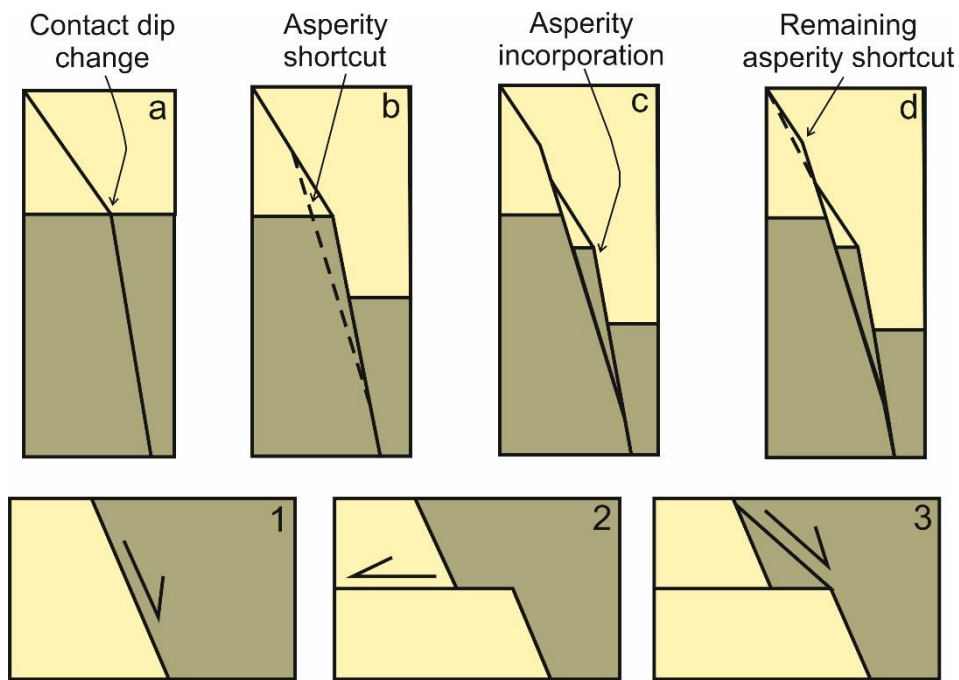 Contact dip
change
Asperity
shortcut
Asperity
incorporation
Remaining
asperity shortcut
a
b
c
d
1
2
3